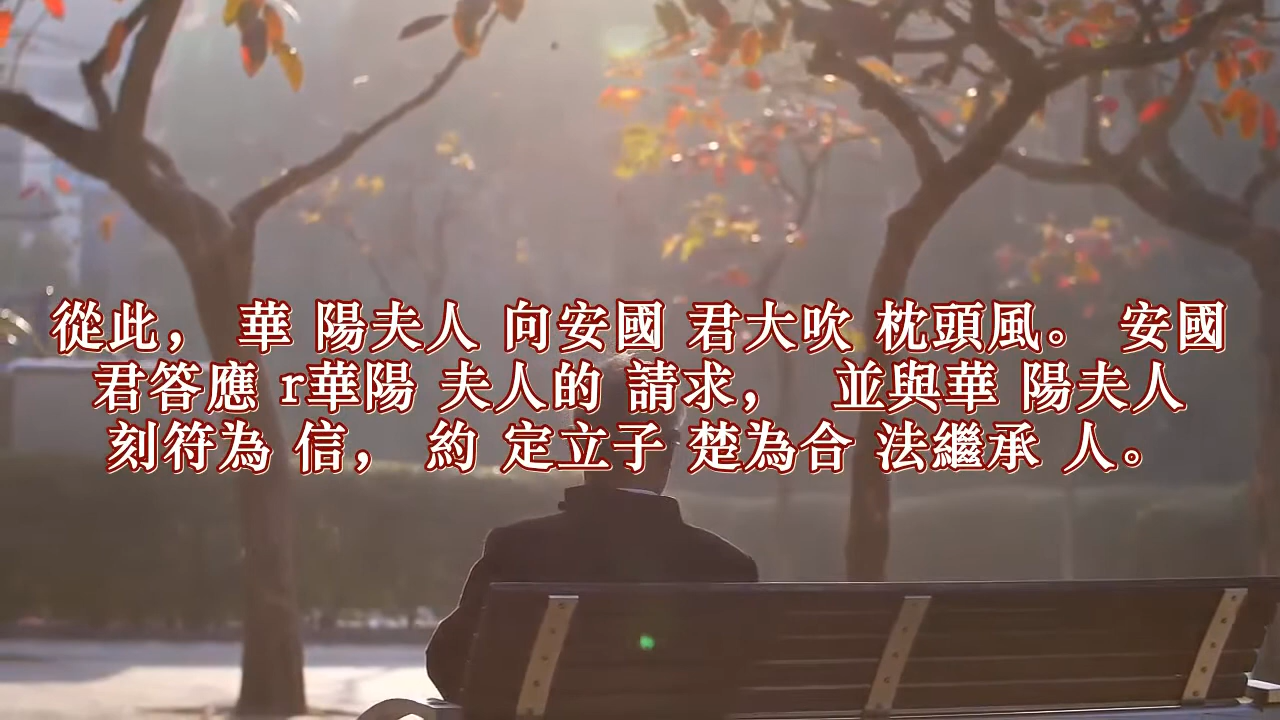 從此， 華 陽夫人 向安國 君大吹 枕頭風。 安國
君答應 r華陽 夫人的 請求， 並與華 陽夫人
刻符為 信， 約 定立子 楚為合 法繼承 人。